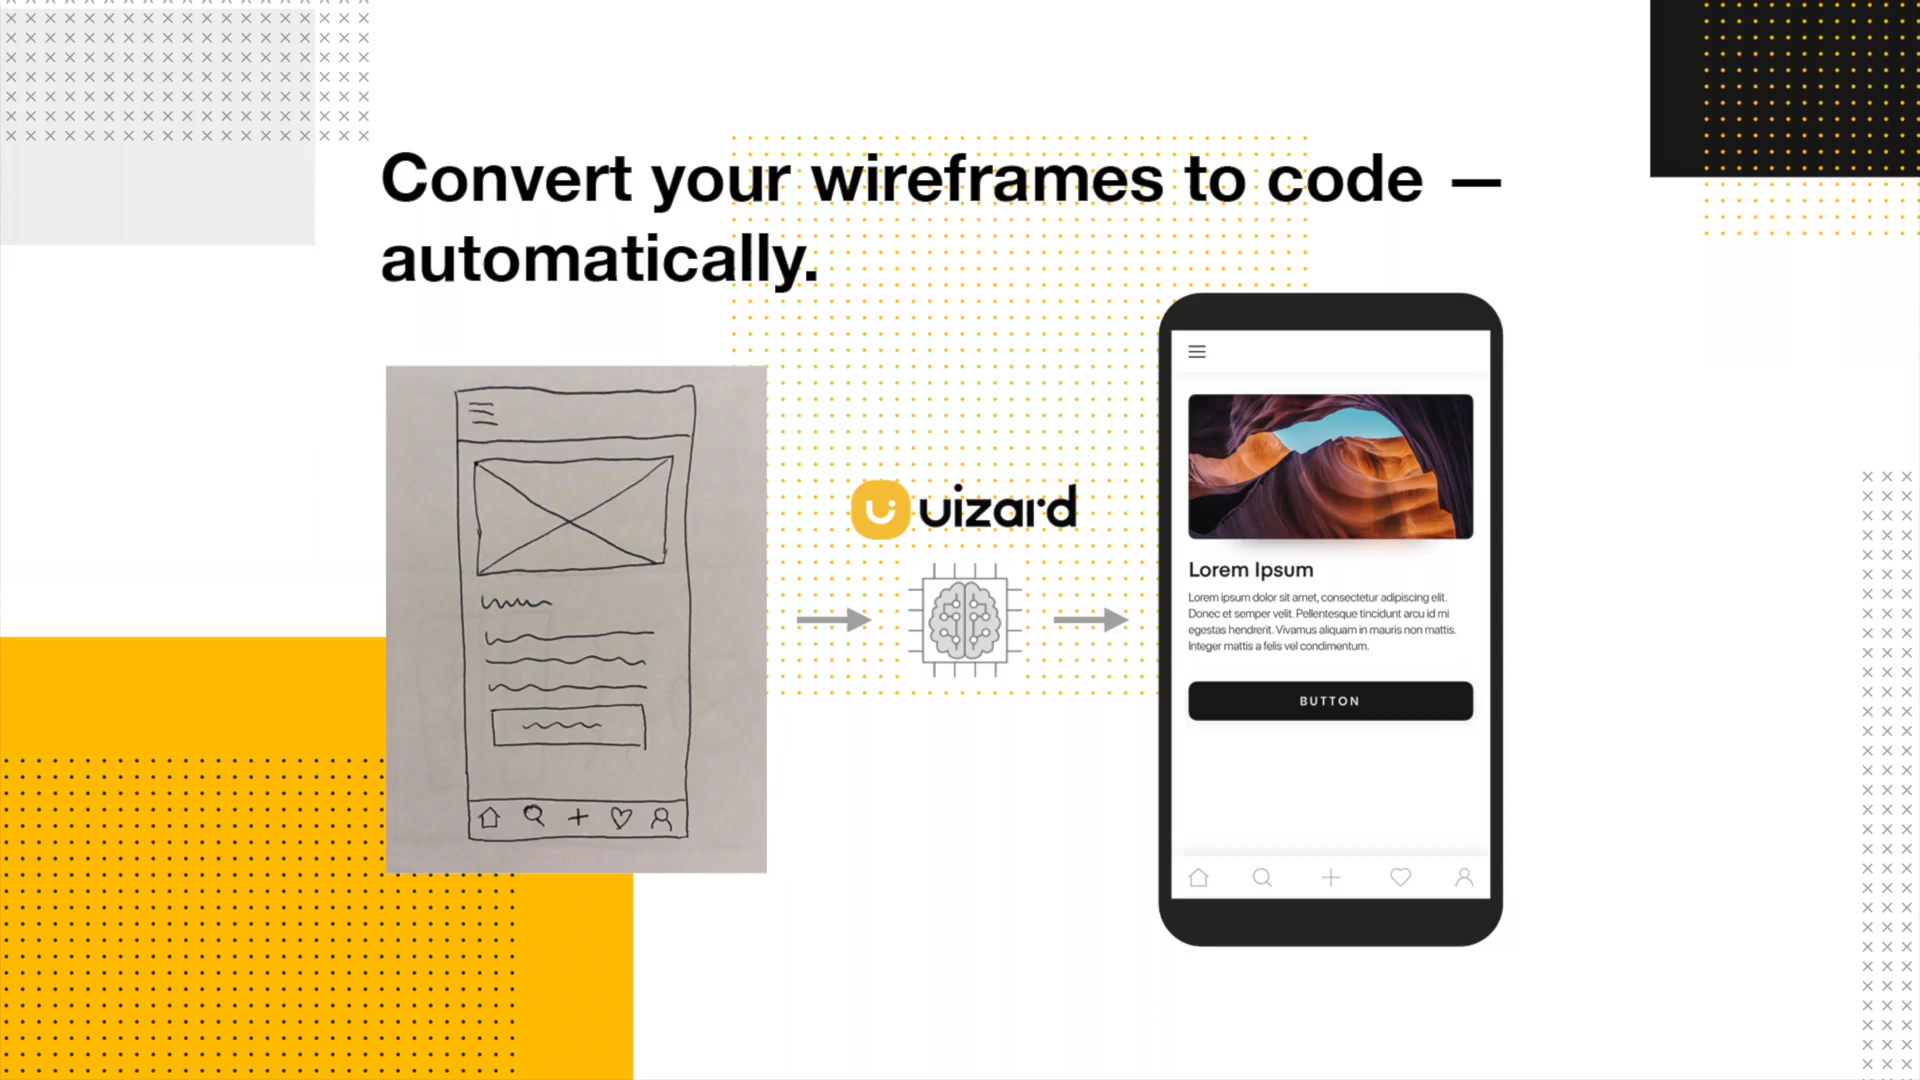 Convert your wireframes to code —
automatically.
uizard
Lorem Ipsum
Lorem ipsum dolor sit amet, consectetur adipiscing elit.
Donec et semper velit. Pellentesque tincidunt arcu id mi
egestas hendrerit. Vivamus aliquam in mauris non mattis.
Integer mattis a felis vel condimentum.
BUTTON